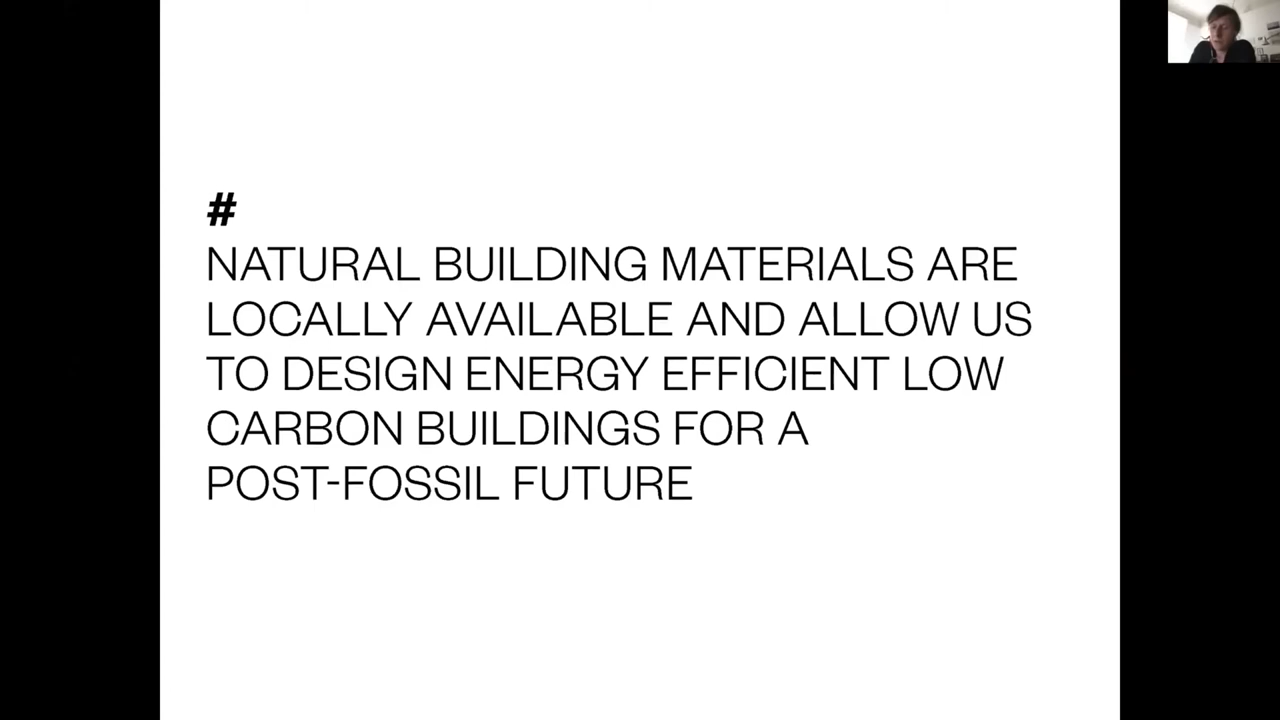 #
NATURAL BUILDING MATERIALS ARE
LOCALLY AVAILABLE AND ALLOW US
TO DESIGN ENERGY EFFICIENT LOW
CARBON BUILDINGS FOR A
POST-FOSSIL FUTURE